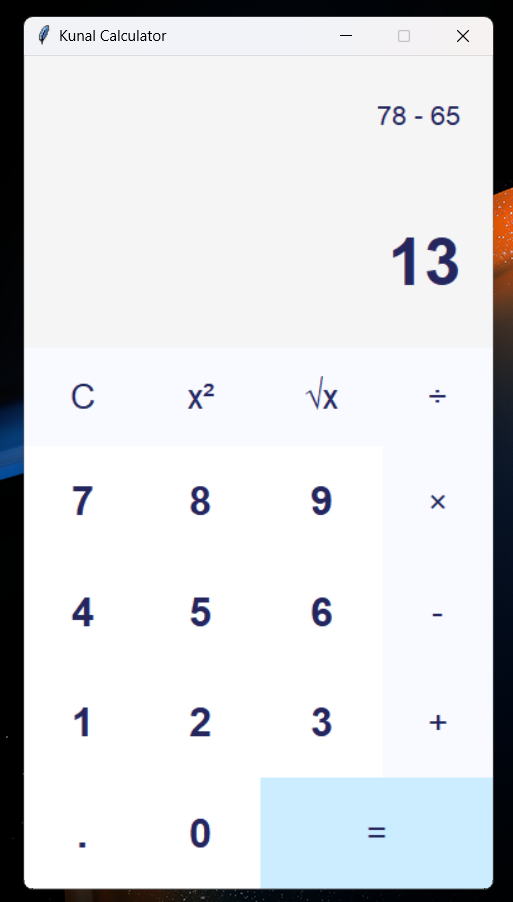 Kunal Calculator
78 - 65
13
C x² √x ÷
7 8 9 ×
4 5 6 -
1 2 3 +
. 0 =